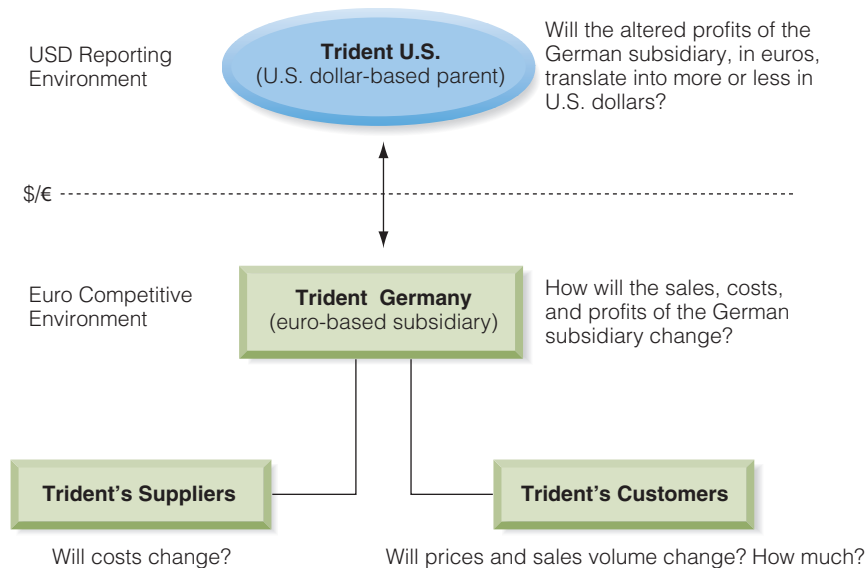 USD Reporting
Environment
Trident U.S.
(U.S. dollar-based parent)
Will the altered profits of the
German subsidiary, in euros,
translate into more or less in
U.S. dollars?
$/€
Euro Competitive
Environment
Trident Germany
(euro-based subsidiary)
How will the sales, costs,
and profits of the German
subsidiary change?
Trident's Suppliers
Trident's Customers
Will costs change?
Will prices and sales volume change? How much?